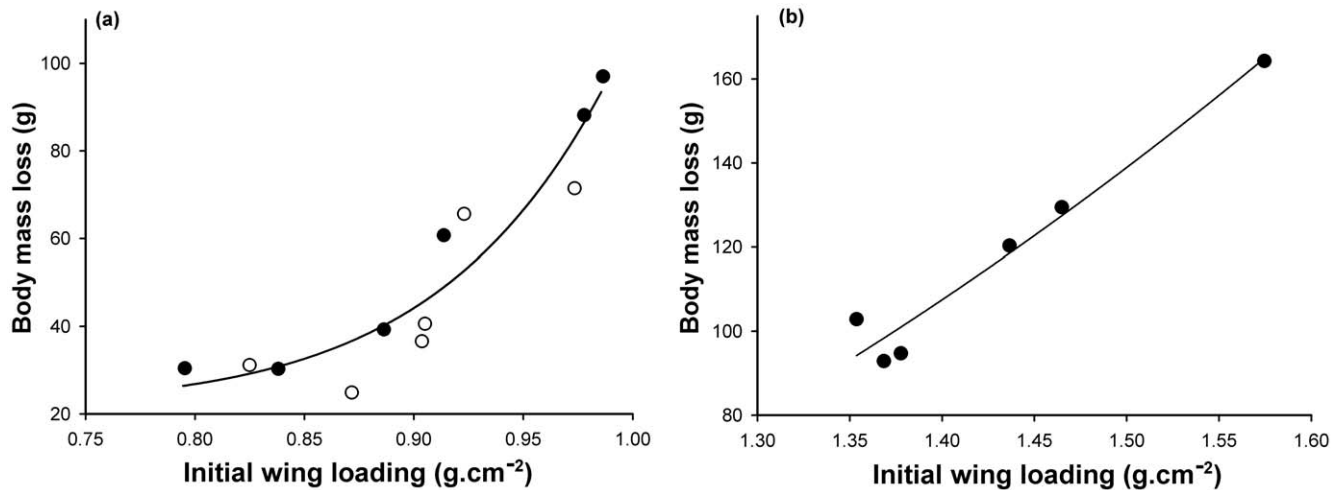 (a)
Body mass loss (g)
100
80
60
40
20
0.75 0.80 0.85 0.90 0.95 1.00
Initial wing loading (g.cm⁻²)
(b)
Body mass loss (g)
160
140
120
100
80
1.30 1.35 1.40 1.45 1.50 1.55 1.60
Initial wing loading (g.cm⁻²)